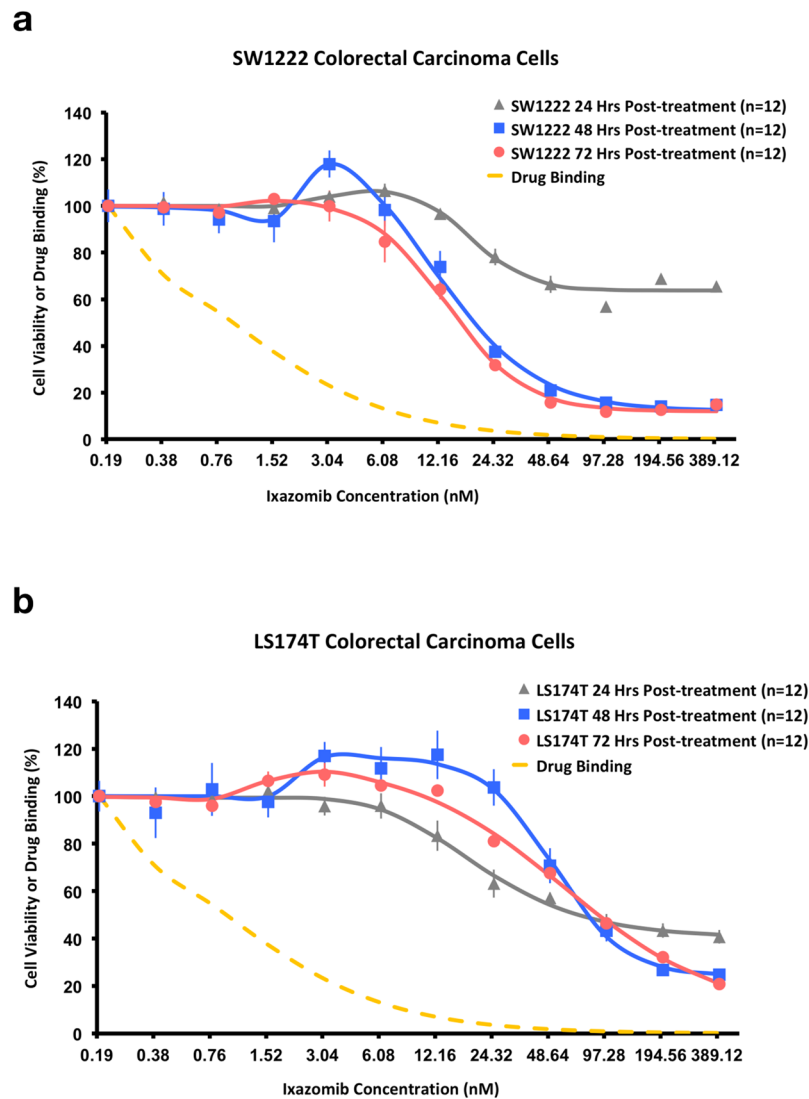 a
SW1222 Colorectal Carcinoma Cells
SW1222 24 Hrs Post-treatment (n=12)
SW1222 48 Hrs Post-treatment (n=12)
SW1222 72 Hrs Post-treatment (n=12)
Drug Binding
Cell Viability or Drug Binding (%)
140
120
100
80
60
40
20
0
0.19 0.38 0.76 1.52 3.04 6.08 12.16 24.32 48.64 97.28 194.56 389.12
Ixazomib Concentration (nM)
b
LS174T Colorectal Carcinoma Cells
LS174T 24 Hrs Post-treatment (n=12)
LS174T 48 Hrs Post-treatment (n=12)
LS174T 72 Hrs Post-treatment (n=12)
Drug Binding
Cell Viability or Drug Binding (%)
140
120
100
80
60
40
20
0
0.19 0.38 0.76 1.52 3.04 6.08 12.16 24.32 48.64 97.28 194.56 389.12
Ixazomib Concentration (nM)